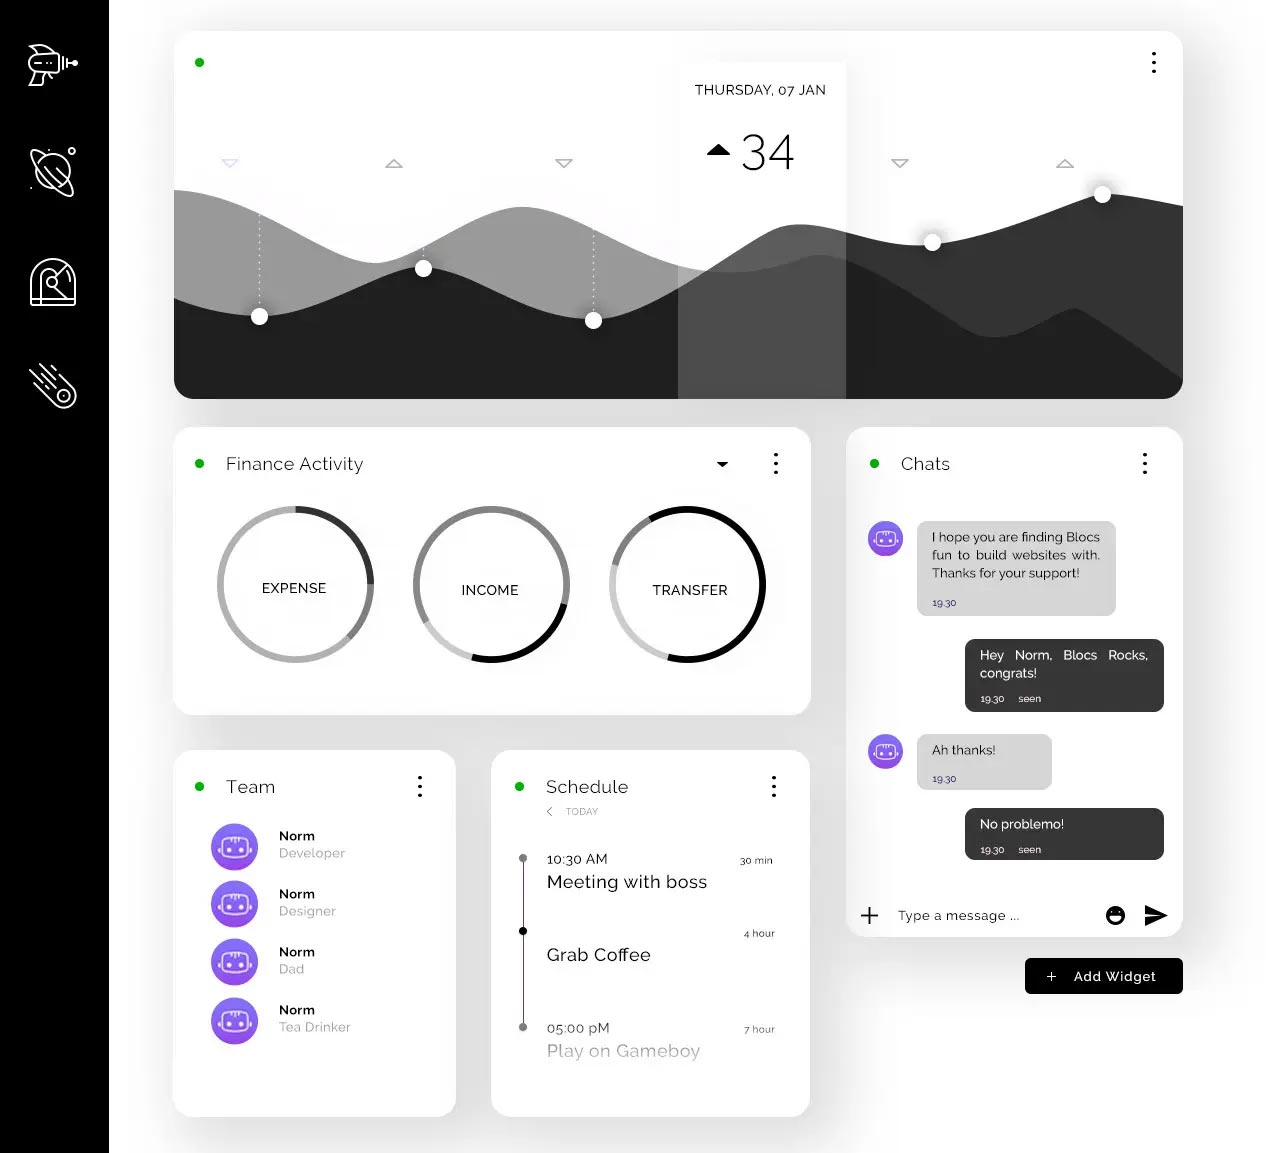 THURSDAY, 07 JAN
34
Finance Activity
EXPENSE
INCOME
TRANSFER
Chats
I hope you are finding Blocs
fun to build websites with.
Thanks for your support!
19.30
Hey Norm, Blocs Rocks,
congrats!
19.30 seen
Ah thanks!
19.30
No problemo!
19.30 seen
Type a message ...
Add Widget
Team
Norm
Developer
Norm
Designer
Norm
Dad
Norm
Tea Drinker
Schedule
TODAY
10:30 AM
30 min
Meeting with boss
4 hour
Grab Coffee
05:00 pM
7 hour
Play on Gameboy